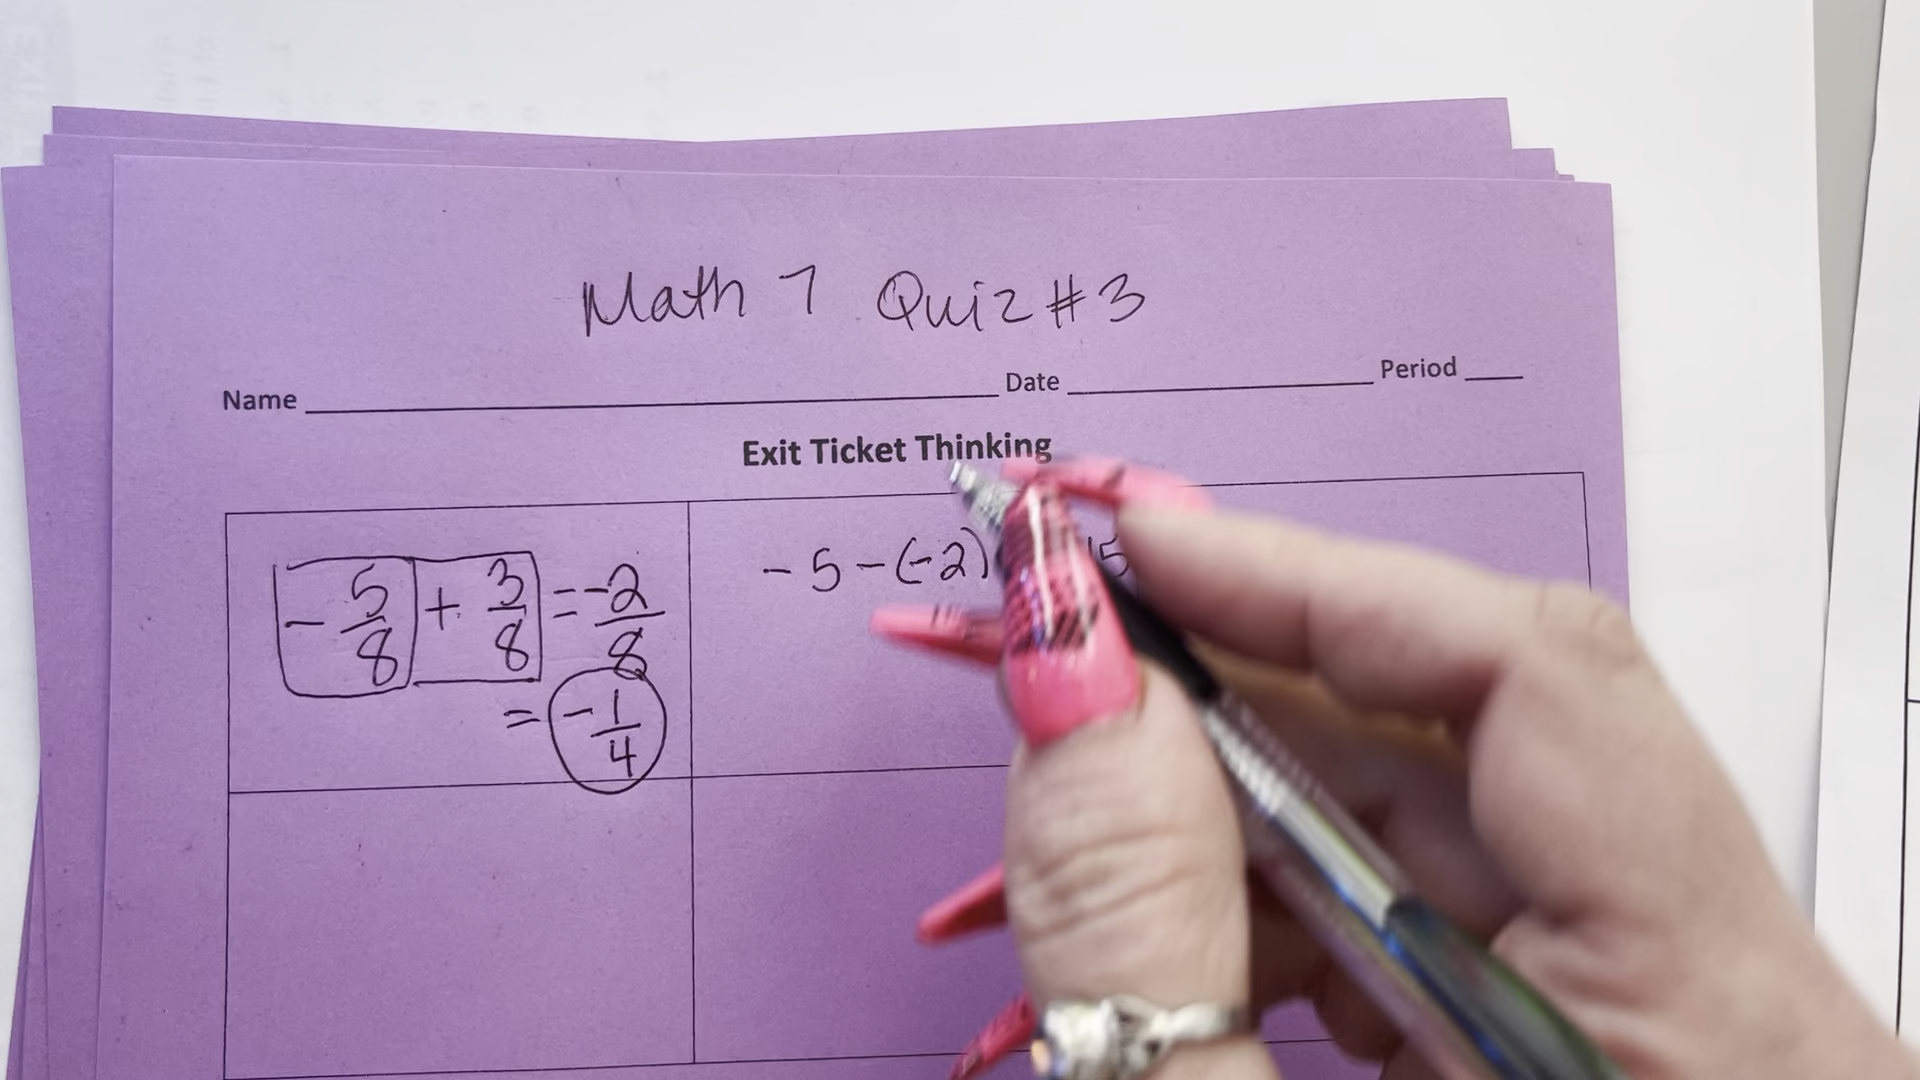 Math 7 Quiz #3
Name Date Period
Exit Ticket Thinking
- 5/8 + 3/8 = -2/8
= - 1/4
- 5 - (-2) 15